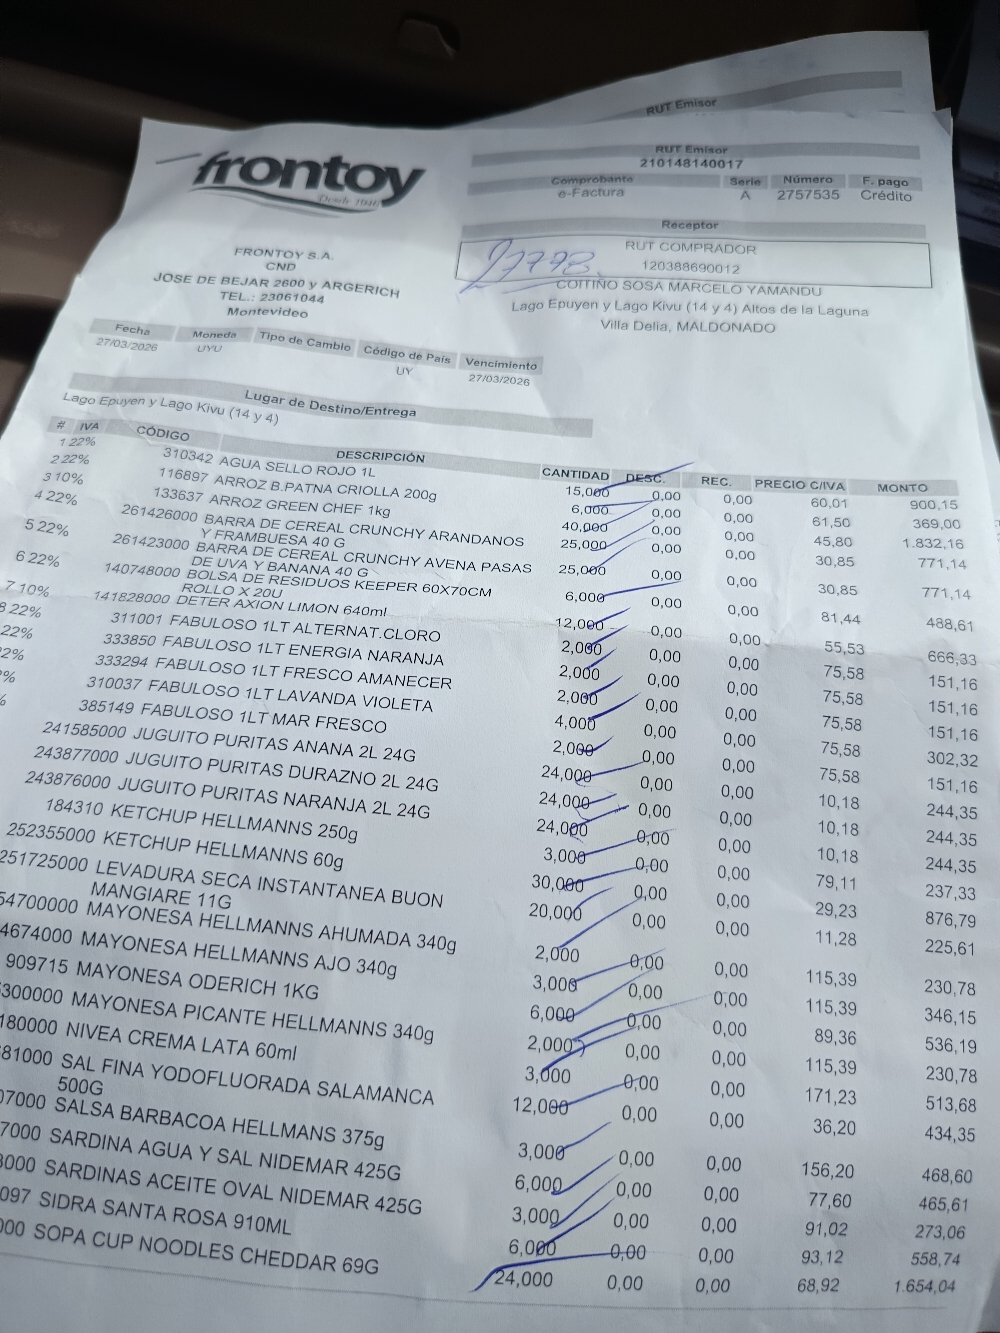 RUT Emisor
frontoy
Desde 1940
RUT Emisor
210148140017
Comprobante Serie Número F. pago
e-Factura A 2757535 Crédito
Receptor
RUT COMPRADOR
120388690012
27798
COITIÑO SOSA MARCELO YAMANDU
Lago Epuyen y Lago Kivu (14 y 4) Altos de la Laguna
Villa Delia, MALDONADO
FRONTOY S.A.
CND
JOSE DE BEJAR 2600 y ARGERICH
TEL.: 23061044
Montevideo
Fecha Moneda Tipo de Cambio Código de País Vencimiento
27/03/2026 UYU UY 27/03/2026
Lugar de Destino/Entrega
Lago Epuyen y Lago Kivu (14 y 4)
# IVA CÓDIGO DESCRIPCIÓN CANTIDAD DESC. REC. PRECIO C/IVA MONTO
1 22% 310342 AGUA SELLO ROJO 1L 15,000 0,00 0,00 60,01 900,15
2 22% 116897 ARROZ B.PATNA CRIOLLA 200g 6,000 0,00 0,00 61,50 369,00
3 10% 133637 ARROZ GREEN CHEF 1kg 40,000 0,00 0,00 45,80 1.832,16
4 22% 261426000 BARRA DE CEREAL CRUNCHY ARANDANOS 25,000 0,00 0,00 30,85 771,14
Y FRAMBUESA 40 G
5 22% 261423000 BARRA DE CEREAL CRUNCHY AVENA PASAS 25,000 0,00 0,00 30,85 771,14
DE UVA Y BANANA 40 G
6 22% 140748000 BOLSA DE RESIDUOS KEEPER 60X70CM 6,000 0,00 0,00 81,44 488,61
ROLLO X 20U
7 10% 141828000 DETER AXION LIMON 640ml 12,000 0,00 0,00 55,53 666,33
8 22% 311001 FABULOSO 1LT ALTERNAT.CLORO 2,000 0,00 0,00 75,58 151,16
22% 333850 FABULOSO 1LT ENERGIA NARANJA 2,000 0,00 0,00 75,58 151,16
2% 333294 FABULOSO 1LT FRESCO AMANECER 2,000 0,00 0,00 75,58 151,16
% 310037 FABULOSO 1LT LAVANDA VIOLETA 4,000 0,00 0,00 75,58 302,32
% 385149 FABULOSO 1LT MAR FRESCO 2,000 0,00 0,00 75,58 151,16
241585000 JUGUITO PURITAS ANANA 2L 24G 24,000 0,00 0,00 10,18 244,35
243877000 JUGUITO PURITAS DURAZNO 2L 24G 24,000 0,00 0,00 10,18 244,35
243876000 JUGUITO PURITAS NARANJA 2L 24G 24,000 0,00 0,00 10,18 244,35
184310 KETCHUP HELLMANNS 250g 3,000 0,00 0,00 79,11 237,33
252355000 KETCHUP HELLMANNS 60g 30,000 0,00 0,00 29,23 876,79
251725000 LEVADURA SECA INSTANTANEA BUON 20,000 0,00 0,00 11,28 225,61
MANGIARE 11G
54700000 MAYONESA HELLMANNS AHUMADA 340g 2,000 0,00 0,00 115,39 230,78
4674000 MAYONESA HELLMANNS AJO 340g 3,000 0,00 0,00 115,39 346,15
909715 MAYONESA ODERICH 1KG 6,000 0,00 0,00 89,36 536,19
300000 MAYONESA PICANTE HELLMANNS 340g 2,000 0,00 0,00 115,39 230,78
180000 NIVEA CREMA LATA 60ml 3,000 0,00 0,00 171,23 513,68
81000 SAL FINA YODOFLUORADA SALAMANCA 12,000 0,00 0,00 36,20 434,35
500G
07000 SALSA BARBACOA HELLMANS 375g 3,000 0,00 0,00 156,20 468,60
7000 SARDINA AGUA Y SAL NIDEMAR 425G 6,000 0,00 0,00 77,60 465,61
3000 SARDINAS ACEITE OVAL NIDEMAR 425G 3,000 0,00 0,00 91,02 273,06
097 SIDRA SANTA ROSA 910ML 6,000 0,00 0,00 93,12 558,74
000 SOPA CUP NOODLES CHEDDAR 69G 24,000 0,00 0,00 68,92 1.654,04